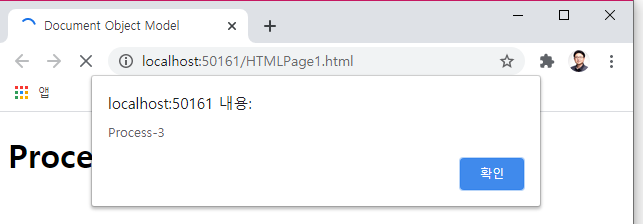 Document Object Model
localhost:50161/HTMLPage1.html
앱
localhost:50161 내용:
Process-3
Proce
확인